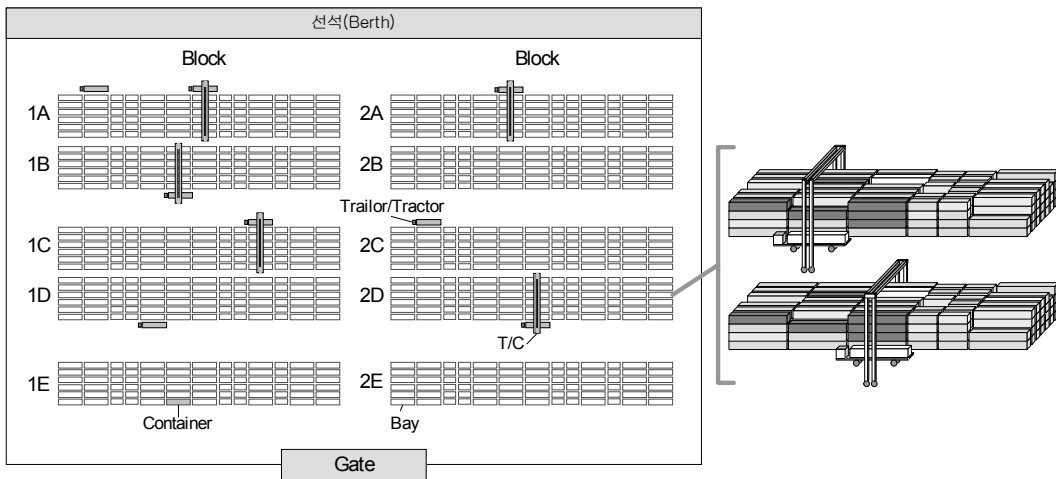 선석(Berth)
Block
Block
1A
2A
1B
2B
Trailor/Tractor
1C
2C
1D
2D
T/C
1E
2E
Container
Bay
Gate